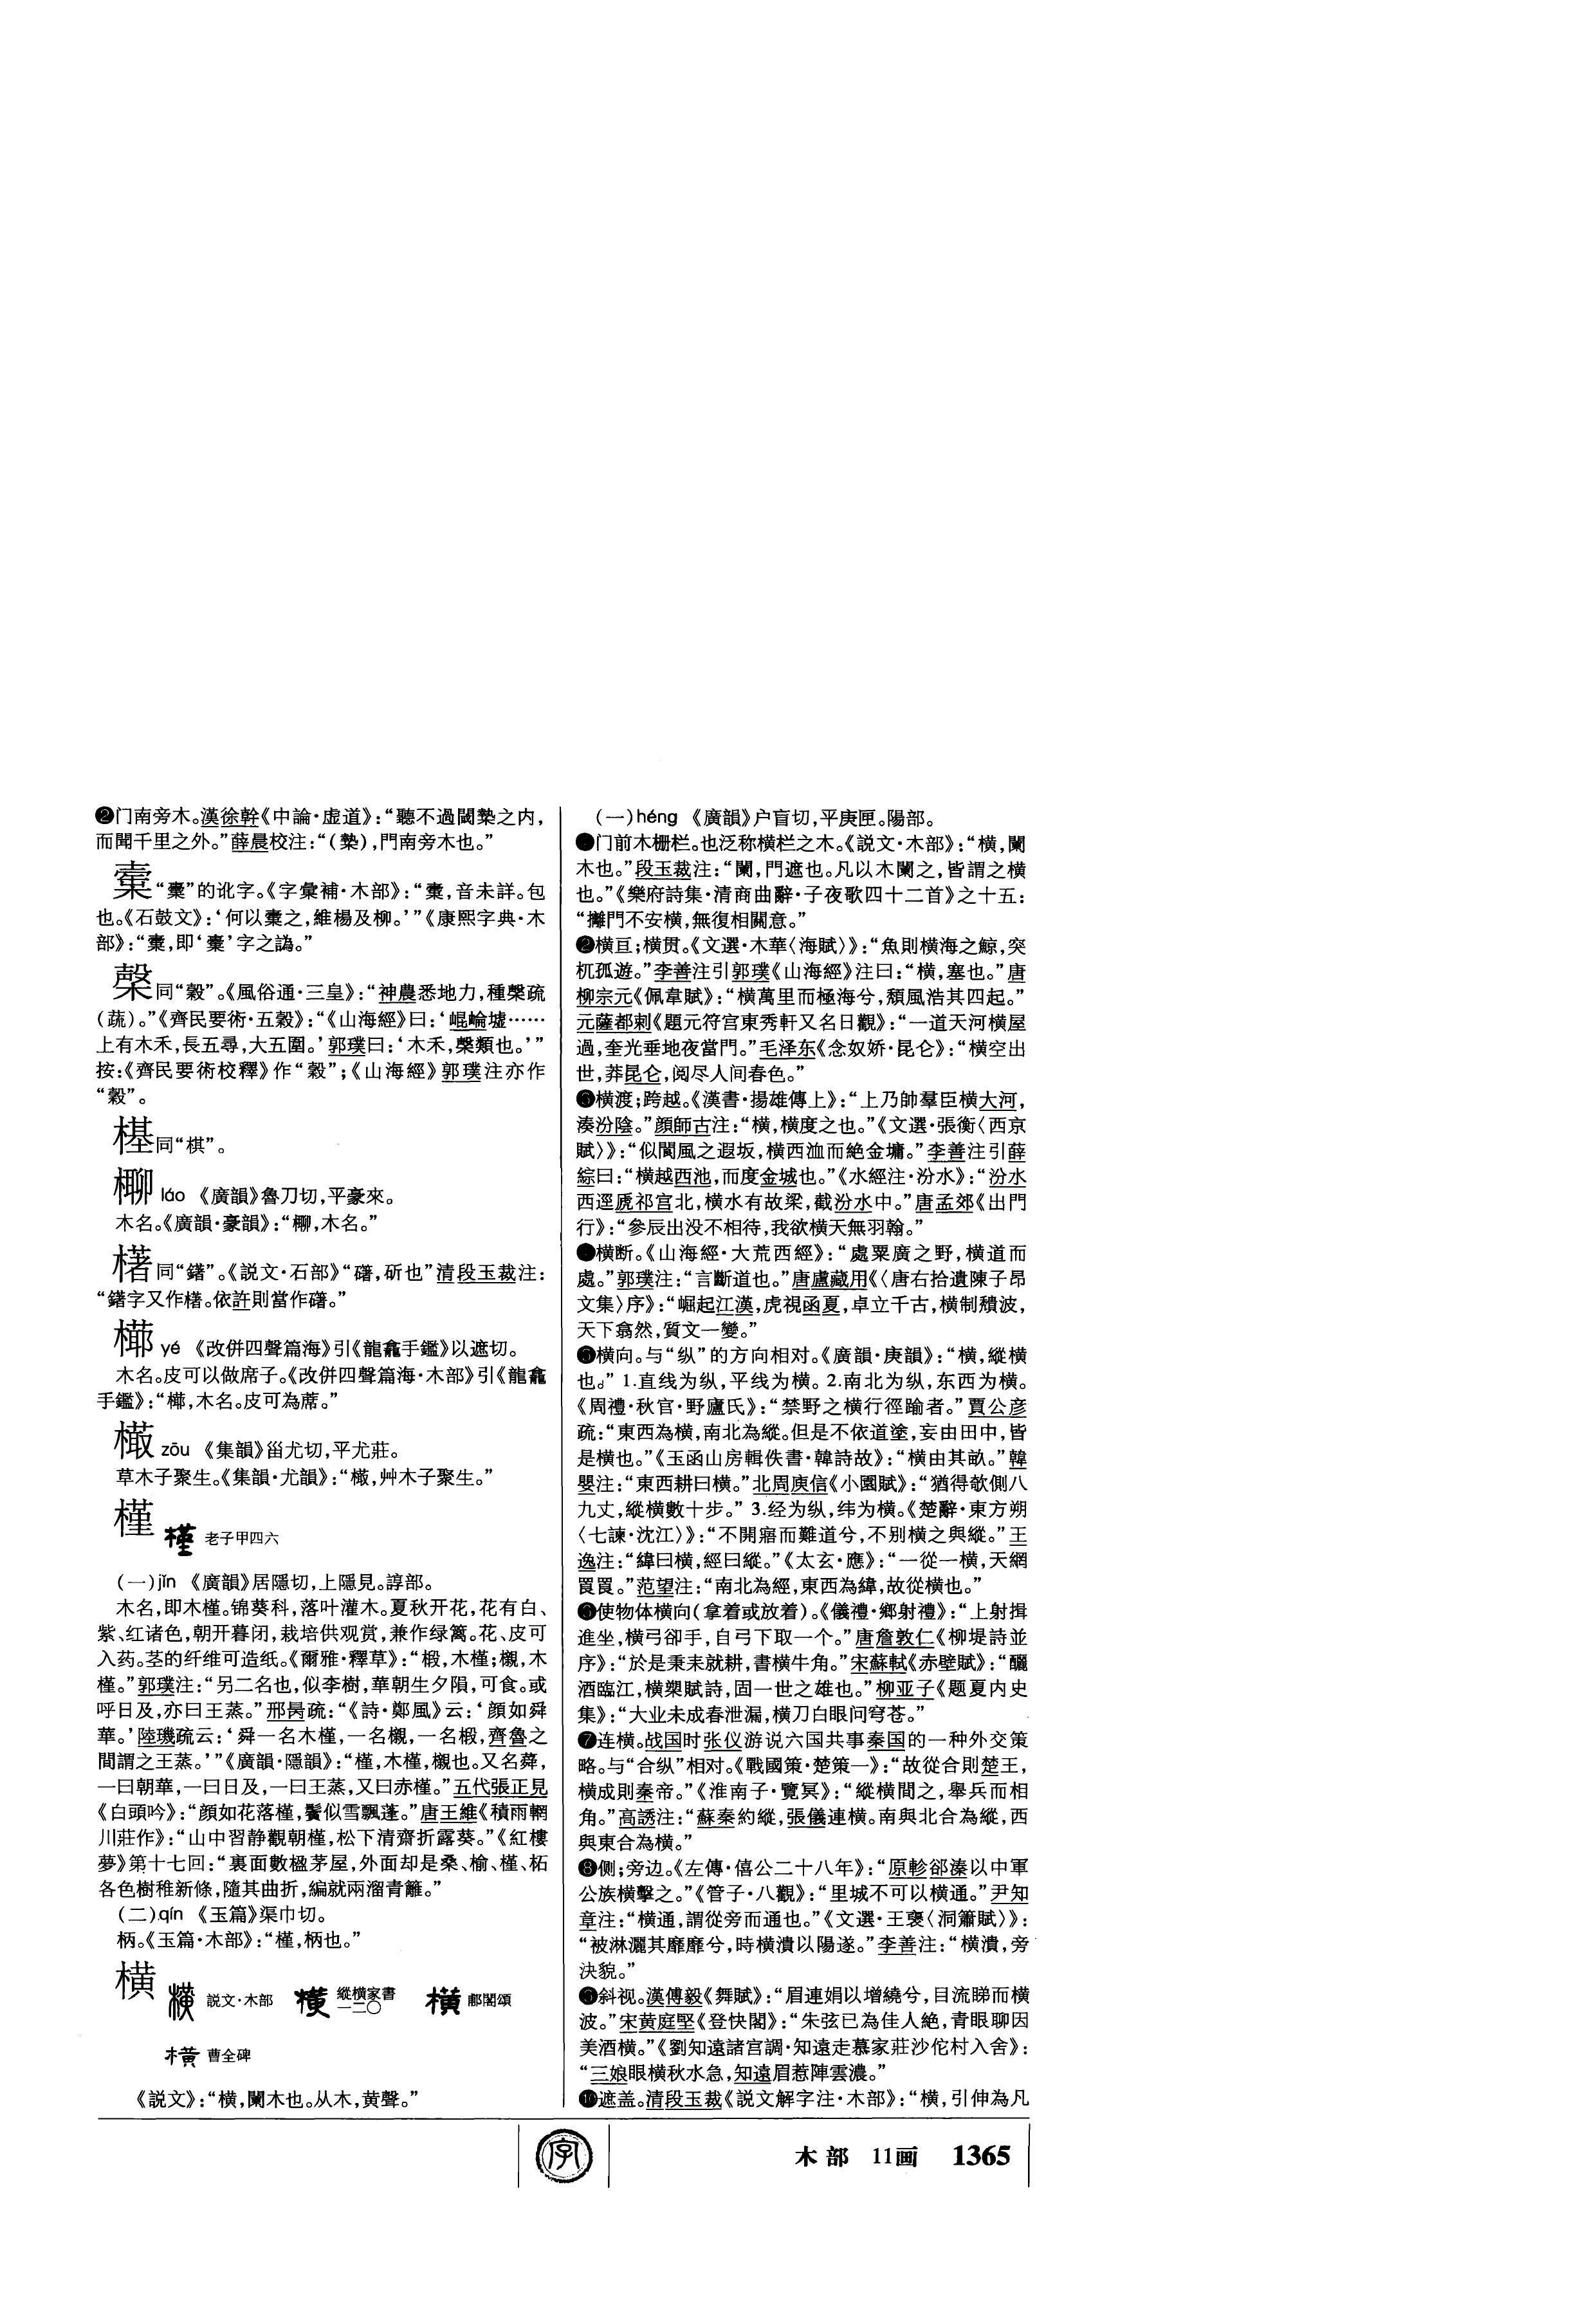 ❷门南旁木。漢徐幹《中論·虚道》：“聽不過閾槷之内，
而聞千里之外。”薛晨校注：“（槷），門南旁木也。”
“橐”的讹字。《字彙補·木部》：“，音未詳。包
也。《石鼓文》：‘何以之，維楊及柳。’”《康熙字典·木
部》：“，即‘橐’字之譌。”
槼同“穀”。《風俗通·三皇》：“神農悉地力，種疏
（蔬）。”《齊民要術·五穀》：“《山海經》曰：‘崐崘墟……
上有木禾，長五尋，大五圍。’郭璞曰：‘木禾，類也。’”
按：《齊民要術校釋》作“穀”；《山海經》郭璞注亦作
“穀”。
同“棋”。
láo 《廣韻》魯刀切，平豪來。
木名。《廣韻·豪韻》：“，木名。”
同“鐯”。《説文·石部》“䃴，斫也”清段玉裁注：
“鐯字又作櫡。依許則當作䃴。”
梛 yé 《改併四聲篇海》引《龍龕手鑑》以遮切。
木名。皮可以做席子。《改併四聲篇海·木部》引《龍龕
手鑑》：“，木名。皮可為蓆。”
棷 zōu 《集韻》甾尤切，平尤莊。
草木子聚生。《集韻·尤韻》：“，艸木子聚生。”
槿 老子甲四六
（一）jǐn 《廣韻》居隱切，上隱見。諄部。
木名，即木槿。锦葵科，落叶灌木。夏秋开花，花有白、
紫、红诸色，朝开暮闭，栽培供观赏，兼作绿篱。花、皮可
入药。茎的纤维可造纸。《爾雅·釋草》：“椴，木槿；櫬，木
槿。”郭璞注：“另二名也，似李樹，華朝生夕隕，可食。或
呼日及，亦曰王蒸。”邢昺疏：“《詩·鄭風》云：‘顔如舜
華。’陸璣疏云：‘舜一名木槿，一名櫬，一名椴，齊魯之
間謂之王蒸。’”《廣韻·隱韻》：“槿，木槿，櫬也。又名蕣，
一曰朝華，一曰日及，一曰王蒸，又曰赤槿。”五代張正見
《白頭吟》：“顔如花落槿，鬢似雪飄蓬。”唐王維《積雨輞
川莊作》：“山中習静觀朝槿，松下清齋折露葵。”《紅樓
夢》第十七回：“裏面數楹茅屋，外面却是桑、榆、槿、柘
各色樹稚新條，隨其曲折，編就兩溜青籬。”
（二）qín 《玉篇》渠巾切。
柄。《玉篇·木部》：“槿，柄也。”
横 説文·木部 縱横家書一二〇 郙閣頌
曹全碑
《説文》：“横，闌木也。从木，黄聲。”
（一）héng 《廣韻》户盲切，平庚匣。陽部。
❶门前木栅栏。也泛称横栏之木。《説文·木部》：“横，闌
木也。”段玉裁注：“闌，門遮也。凡以木闌之，皆謂之横
也。”《樂府詩集·清商曲辭·子夜歌四十二首》之十五：
“攡門不安横，無復相關意。”
❷横亘；横贯。《文選·木華〈海賦〉》：“魚則横海之鯨，突
杌孤遊。”李善注引郭璞《山海經》注曰：“横，塞也。”唐
柳宗元《佩韋賦》：“横萬里而極海兮，頽風浩其四起。”
元薩都剌《題元符宫東秀軒又名日觀》：“一道天河横屋
過，奎光垂地夜當門。”毛泽东《念奴娇·昆仑》：“横空出
世，莽昆仑，阅尽人间春色。”
❸横渡；跨越。《漢書·揚雄傳上》：“上乃帥羣臣横大河，
湊汾陰。”顔師古注：“横，横度之也。”《文選·張衡〈西京
賦〉》：“似閬風之遐坂，横西洫而絶金墉。”李善注引薛
綜曰：“横越西池，而度金城也。”《水經注·汾水》：“汾水
西逕虒祁宫北，横水有故梁，截汾水中。”唐孟郊《出門
行》：“參辰出没不相待，我欲横天無羽翰。”
❹横断。《山海經·大荒西經》：“處粟廣之野，横道而
處。”郭璞注：“言斷道也。”唐盧藏用《〈唐右拾遺陳子昂
文集〉序》：“崛起江漢，虎視函夏，卓立千古，横制穨波，
天下翕然，質文一變。”
❺横向。与“纵”的方向相对。《廣韻·庚韻》：“横，縱横
也。” 1.直线为纵，平线为横。 2.南北为纵，东西为横。
《周禮·秋官·野廬氏》：“禁野之横行徑踰者。”賈公彦
疏：“東西為横，南北為縱。但是不依道塗，妄由田中，皆
是横也。”《玉函山房輯佚書·韓詩故》：“横由其畝。”韓
嬰注：“東西耕曰横。”北周庾信《小園賦》：“猶得欹側八
九丈，縱横數十步。” 3.经为纵，纬为横。《楚辭·東方朔
〈七諫·沈江〉》：“不開寤而難道兮，不别横之與縱。”王
逸注：“緯曰横，經曰縱。”《太玄·應》：“一從一横，天網
罠罠。”范望注：“南北為經，東西為緯，故從横也。”
❻使物体横向（拿着或放着）。《儀禮·鄉射禮》：“上射揖
進坐，横弓卻手，自弓下取一个。”唐詹敦仁《柳堤詩並
序》：“於是秉耒就耕，書横牛角。”宋蘇軾《赤壁賦》：“釃
酒臨江，横槊賦詩，固一世之雄也。”柳亚子《题夏内史
集》：“大业未成春泄漏，横刀白眼问穹苍。”
❼连横。战国时张仪游说六国共事秦国的一种外交策
略。与“合纵”相对。《戰國策·楚策一》：“故從合則楚王，
横成則秦帝。”《淮南子·覽冥》：“縱横間之，舉兵而相
角。”高誘注：“蘇秦約縱，張儀連横。南與北合為縱，西
與東合為横。”
❽侧；旁边。《左傳·僖公二十八年》：“原軫郤溱以中軍
公族横擊之。”《管子·八觀》：“里城不可以横通。”尹知
章注：“横通，謂從旁而通也。”《文選·王褒〈洞簫賦〉》：
“被淋灑其靡靡兮，時横潰以陽遂。”李善注：“横潰，旁
決貌。”
❾斜视。漢傅毅《舞賦》：“眉連娟以增繞兮，目流睇而横
波。”宋黄庭堅《登快閣》：“朱弦已為佳人絶，青眼聊因
美酒横。”《劉知遠諸宫調·知遠走慕家莊沙佗村入舍》：
“三娘眼横秋水急，知遠眉惹陣雲濃。”
❿遮盖。清段玉裁《説文解字注·木部》：“横，引伸為凡
字
木部 11画 1365